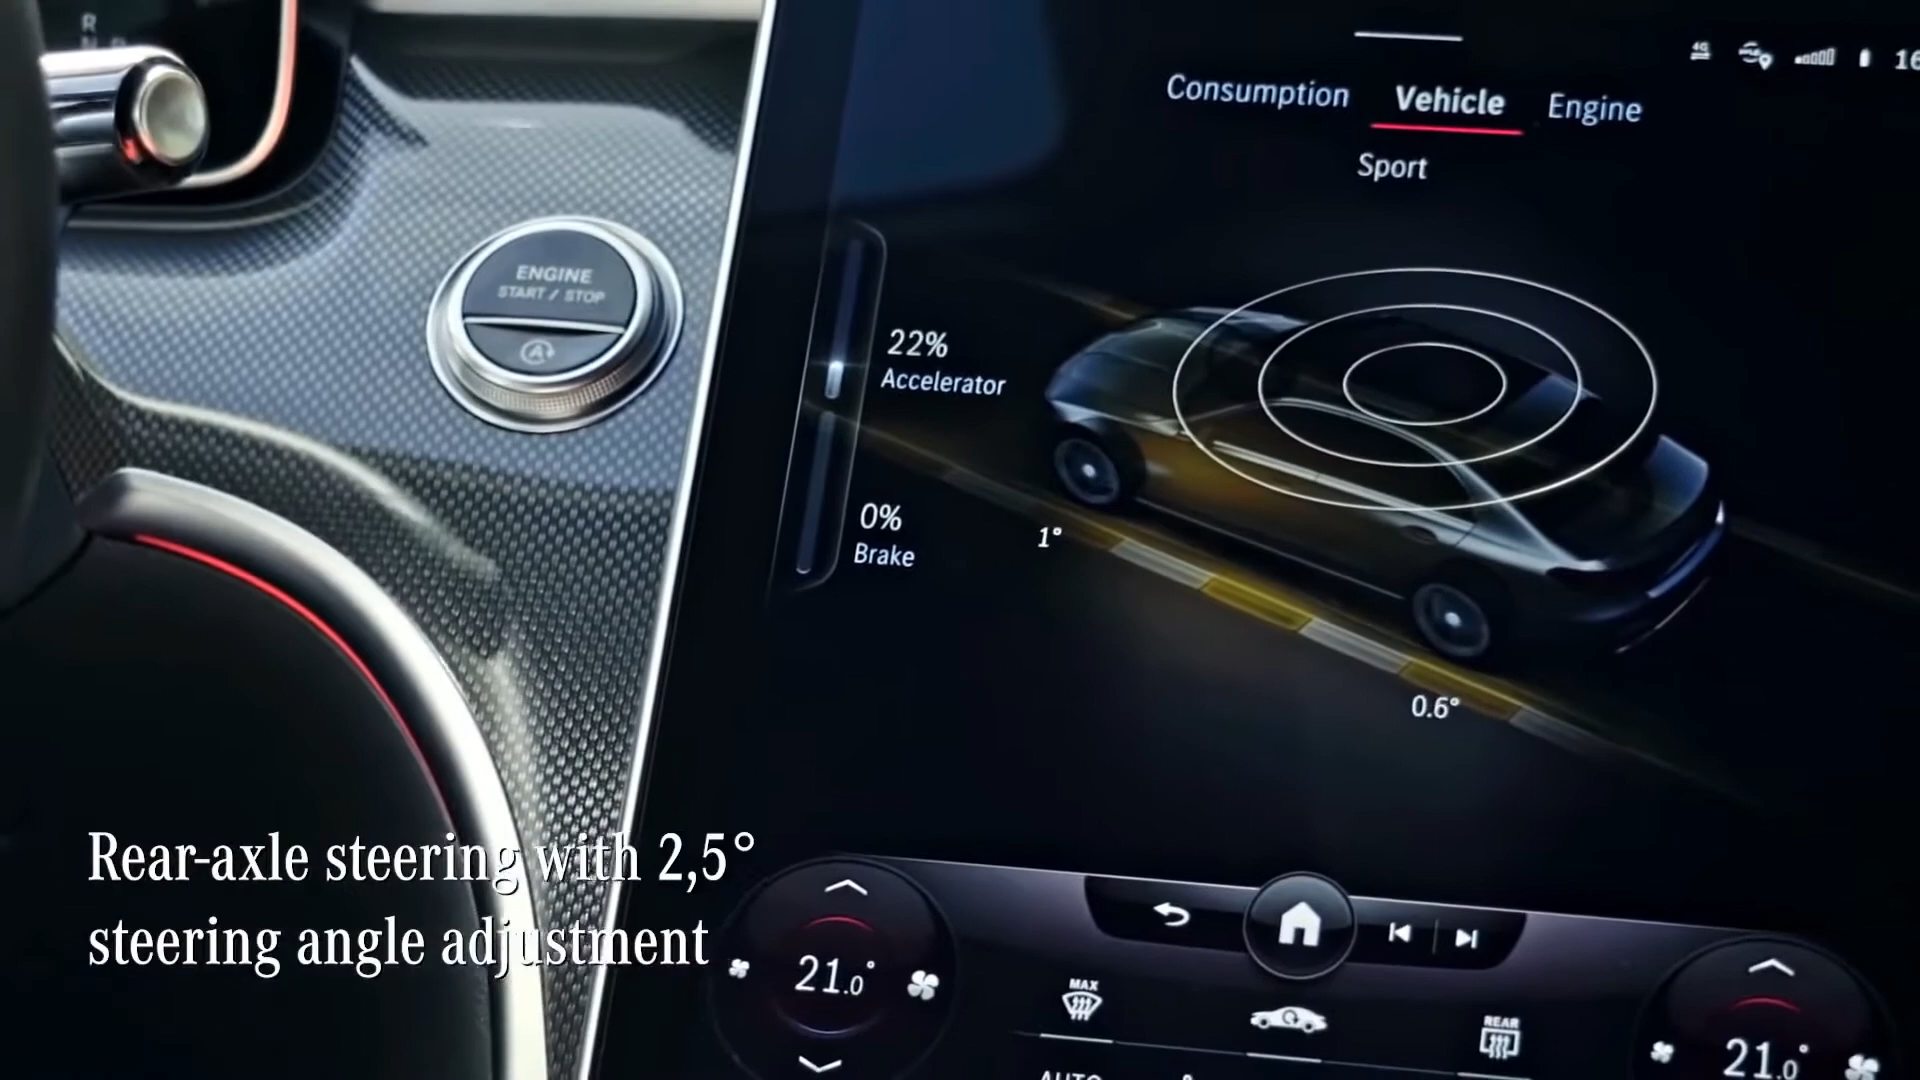 R
N D
16
Consumption Vehicle Engine
Sport
ENGINE
START / STOP
A
22%
Accelerator
0%
Brake
1°
0.6°
Rear-axle steering with 2,5°
steering angle adjustment
21.0°
MAX
REAR
21.0°
AUTO